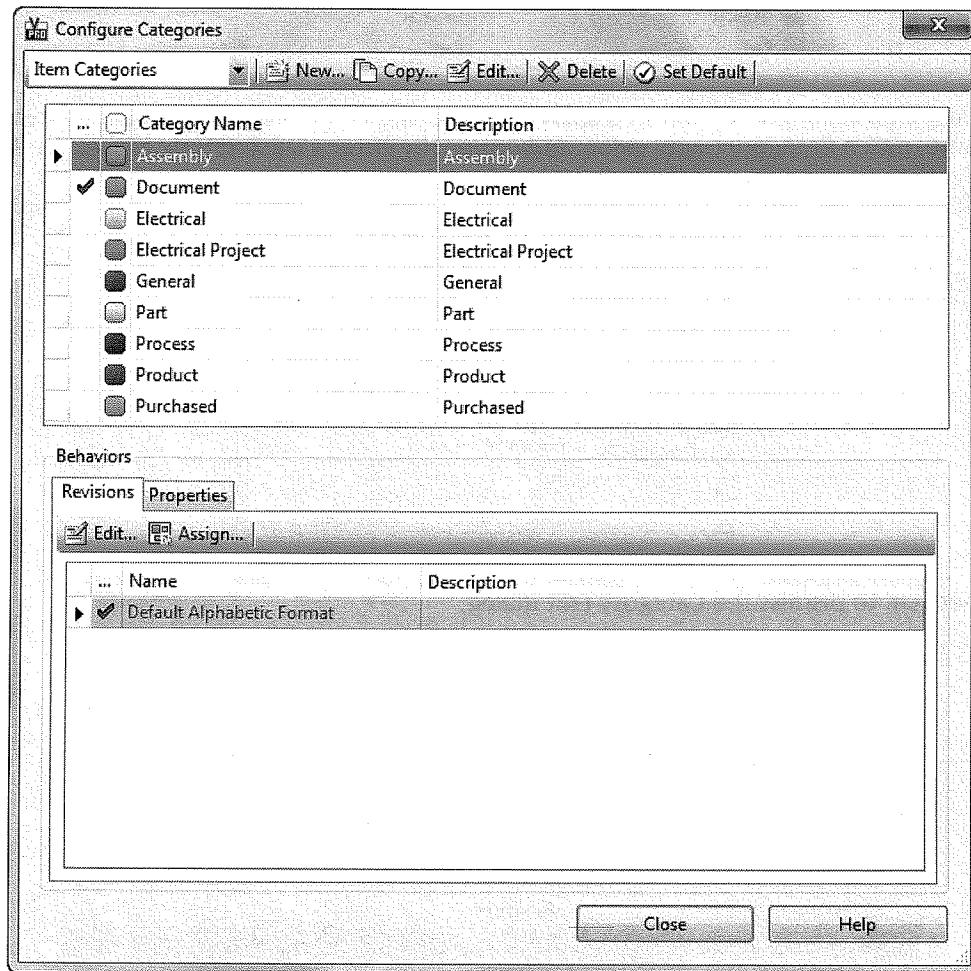 V PRO Configure Categories
Item Categories New... Copy... Edit... Delete Set Default
... Category Name Description
Assembly Assembly
Document Document
Electrical Electrical
Electrical Project Electrical Project
General General
Part Part
Process Process
Product Product
Purchased Purchased
Behaviors
Revisions Properties
Edit... Assign...
... Name Description
Default Alphabetic Format
Close Help